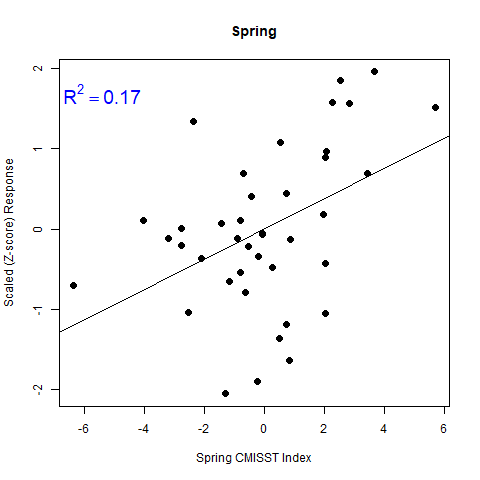 Spring
R² = 0.17
Scaled (Z-score) Response
2
1
0
-1
-2
-6 -4 -2 0 2 4 6
Spring CMISST Index